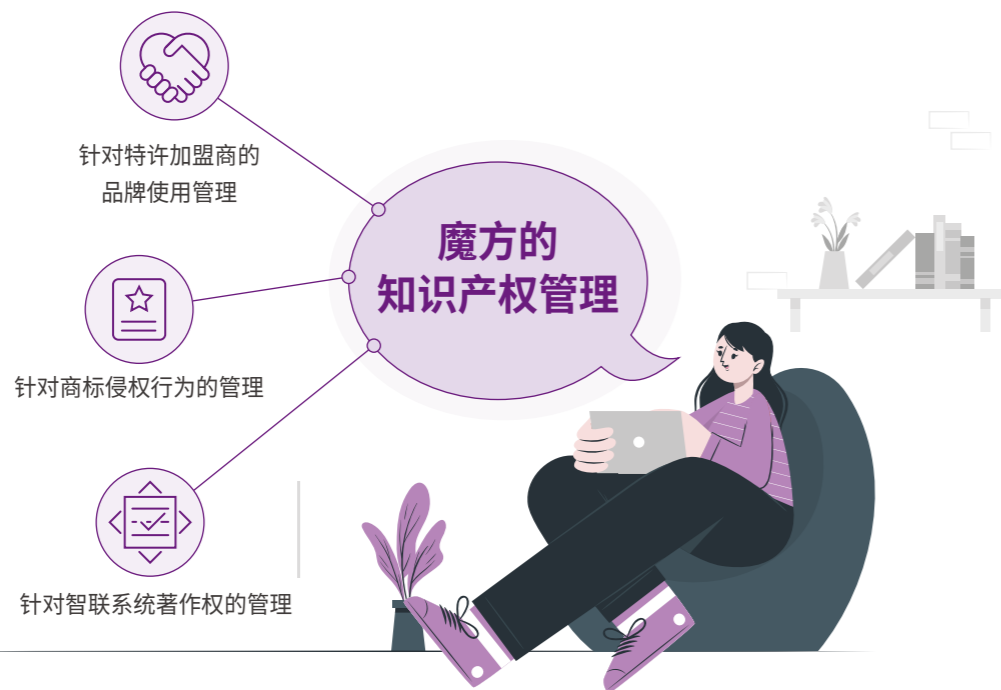 针对特许加盟商的
品牌使用管理
魔方的
知识产权管理
针对商标侵权行为的管理
针对智联系统著作权的管理